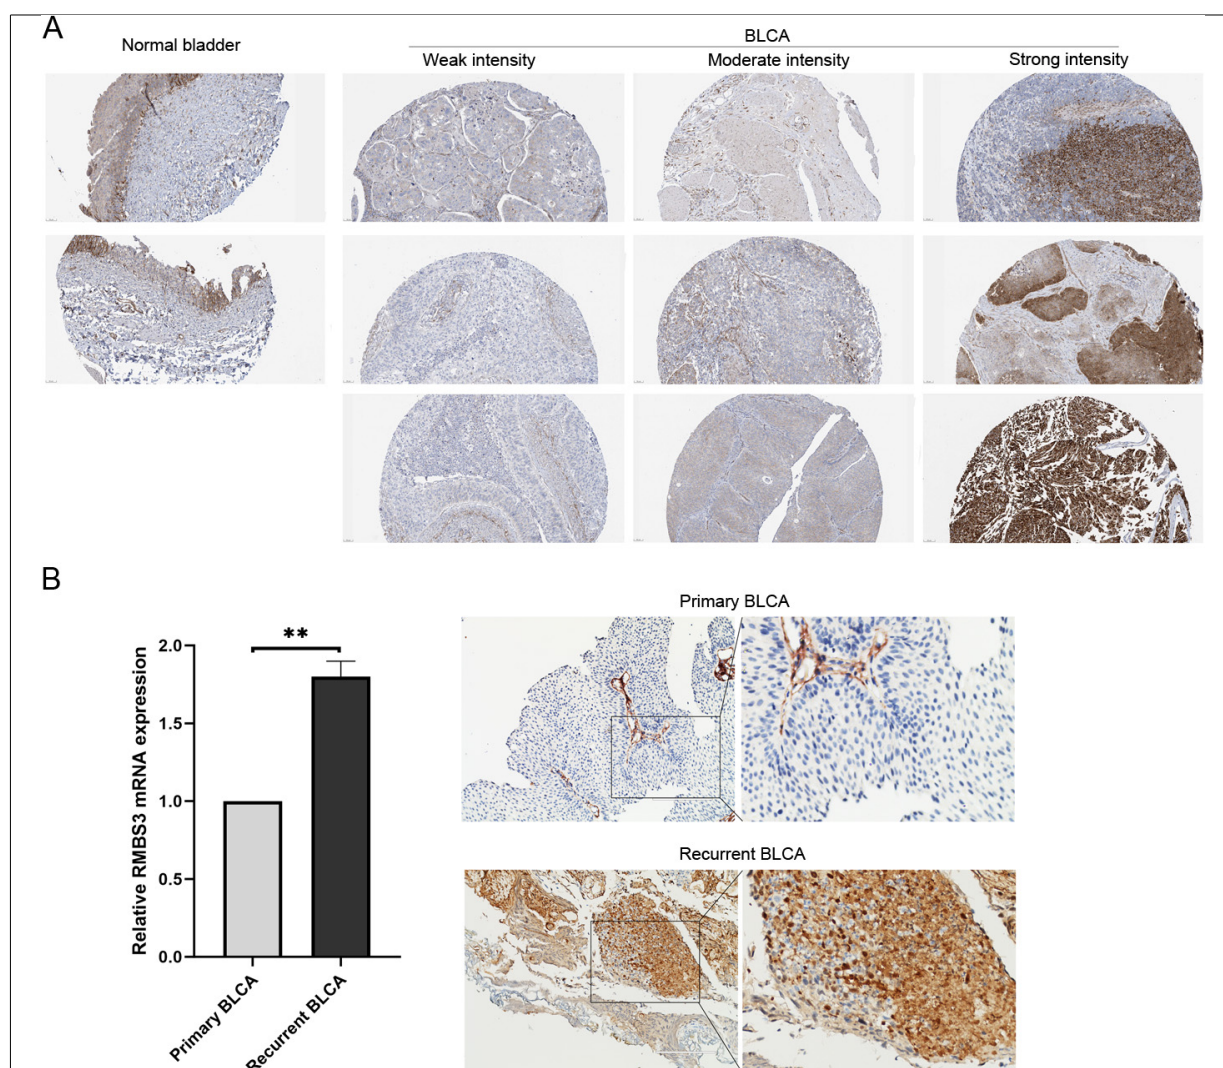 A
Normal bladder
BLCA
Weak intensity
Moderate intensity
Strong intensity
B
Relative RMBS3 mRNA expression
2.0
1.5
1.0
0.5
0.0
**
Primary BLCA
Recurrent BLCA
Primary BLCA
Recurrent BLCA